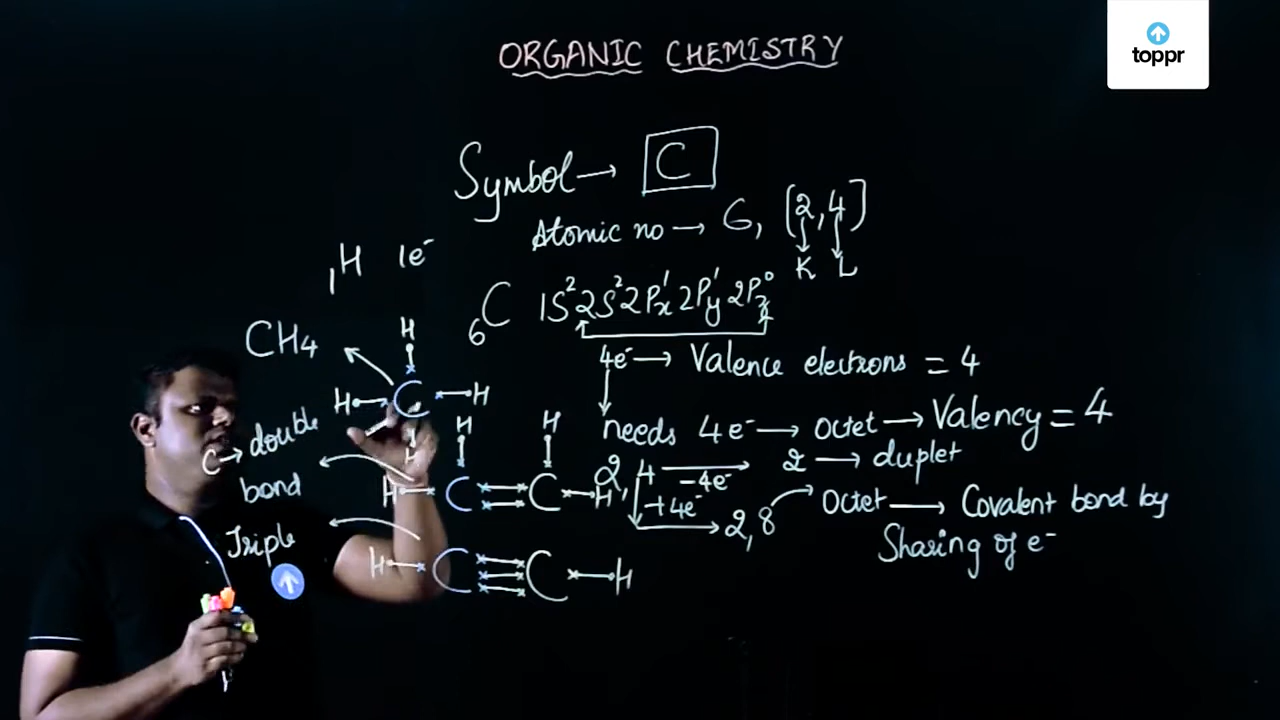 toppr
ORGANIC CHEMISTRY
Symbol → C
Atomic no → 6, [2,4]
K L
₁H 1e⁻
₆C 1S² 2S² 2Pₓ¹ 2Pᵧ¹ 2P_z⁰
4e⁻ → Valence electrons = 4
needs 4e⁻ → octet → Valency = 4
2,4 → 2 → duplet
-4e⁻
+4e⁻
→ 2,8 → Octet → Covalent bond by
Sharing of e⁻
CH₄
H
H C H
H
C → double
bond
H H
H C C H
Triple
H C C H